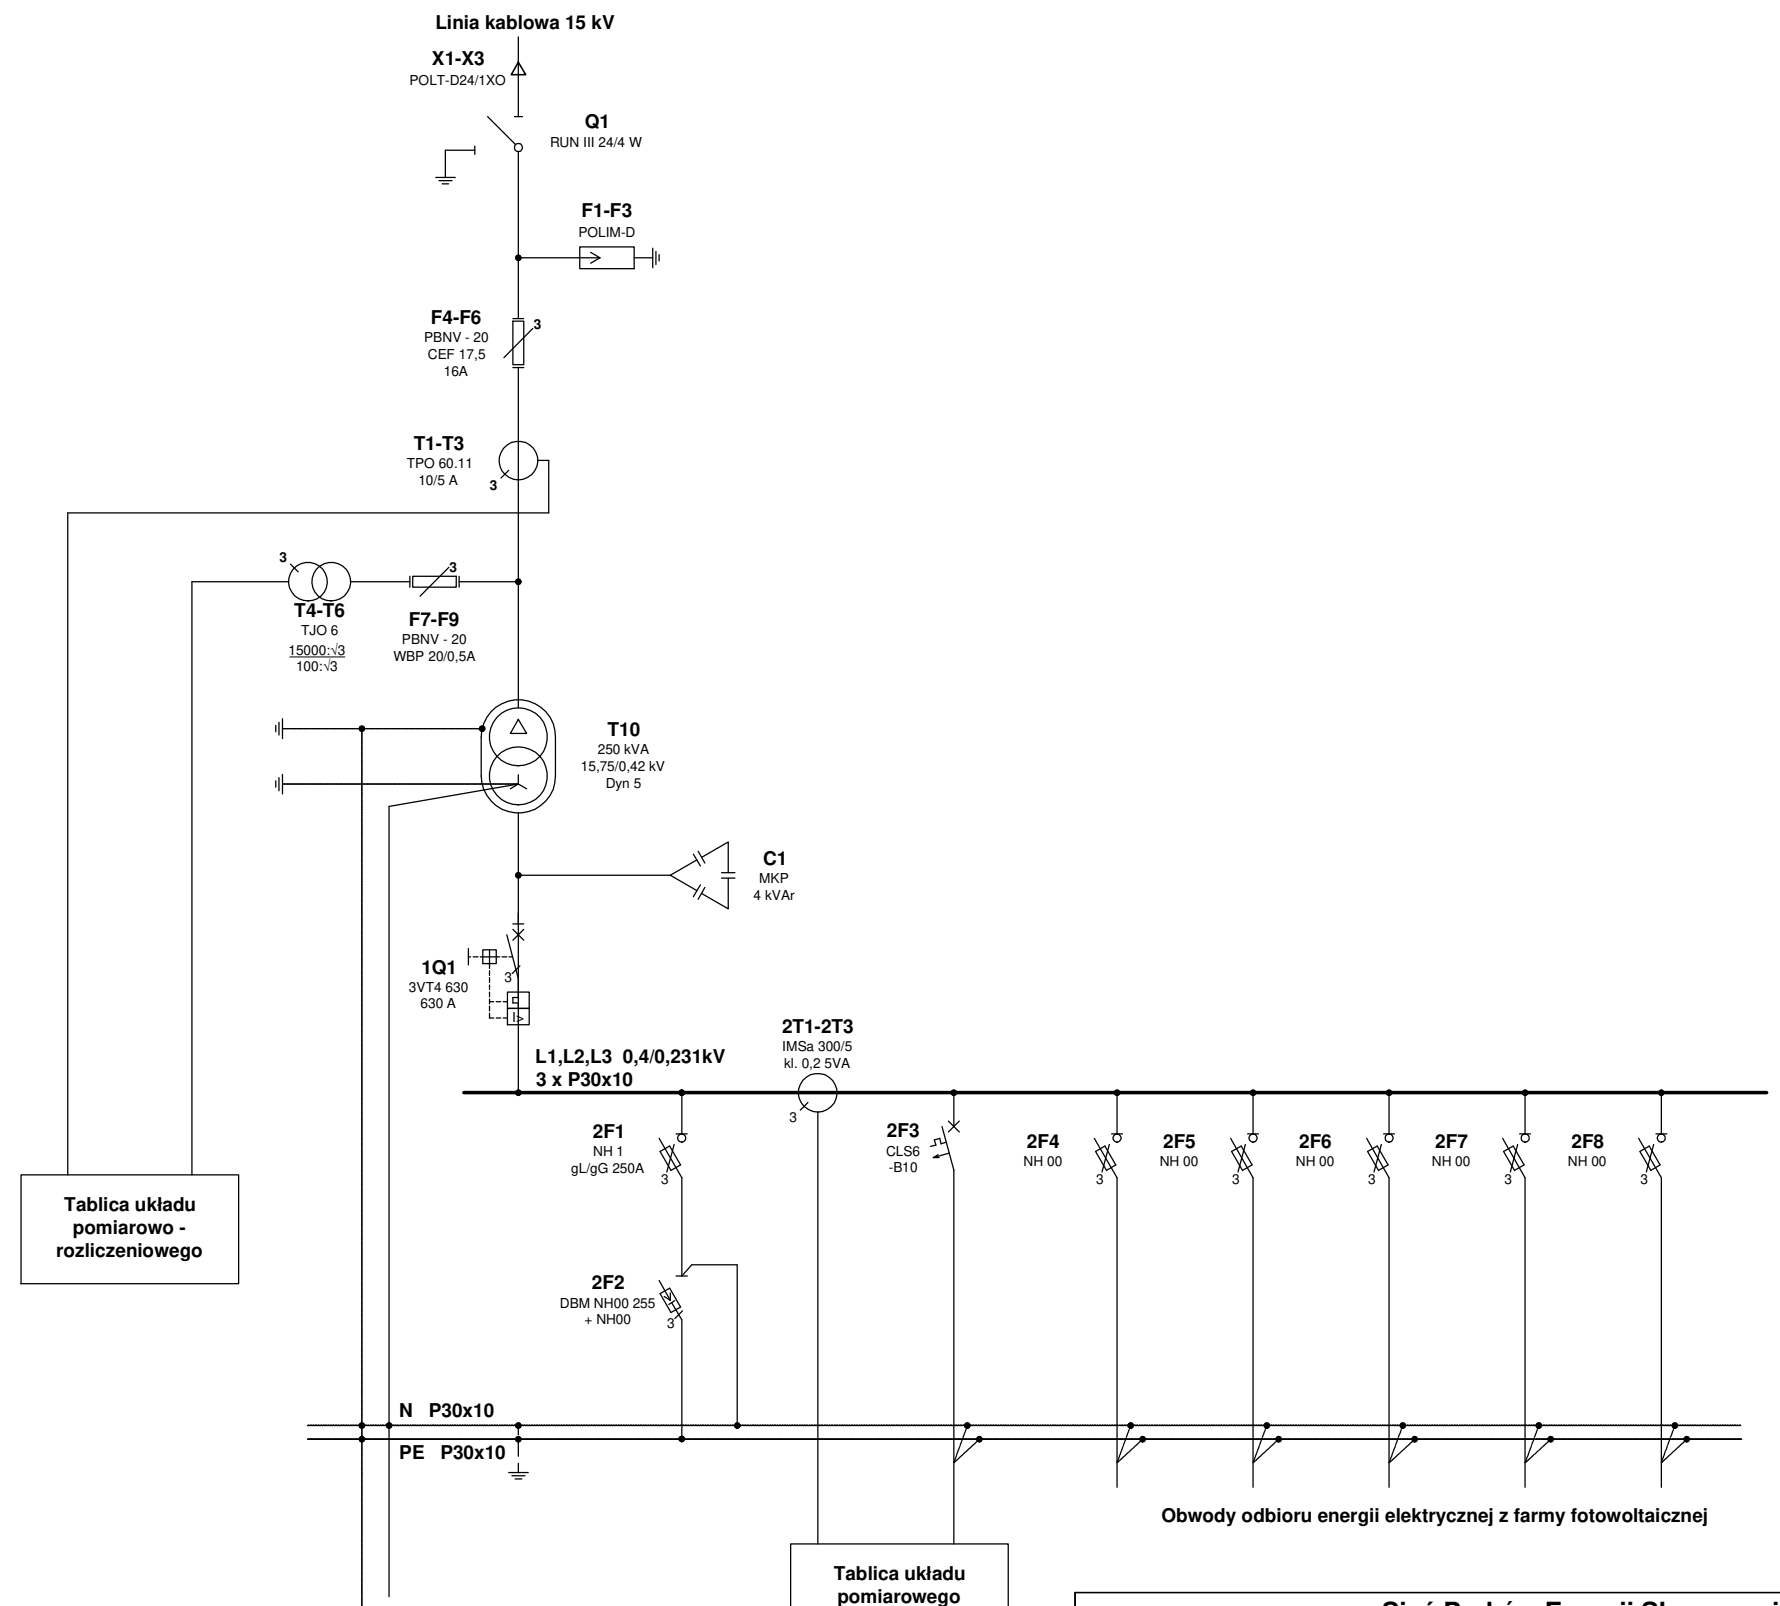 Linia kablowa 15 kV
X1-X3
POLT-D24/1XO
Q1
RUN III 24/4 W
F1-F3
POLIM-D
F4-F6
PBNV - 20
CEF 17,5
16A
3
T1-T3
TPO 60.11
10/5 A
3
3
T4-T6
TJO 6
15000:√3
100:√3
3
F7-F9
PBNV - 20
WBP 20/0,5A
T10
250 kVA
15,75/0,42 kV
Dyn 5
C1
MKP
4 kVAr
1Q1
3VT4 630
630 A
3
I>
L1,L2,L3 0,4/0,231kV
3 x P30x10
2T1-2T3
IMSa 300/5
kl. 0,2 5VA
3
2F1
NH 1
gL/gG 250A
3
2F3
CLS6
-B10
2F4
NH 00
3
2F5
NH 00
3
2F6
NH 00
3
2F7
NH 00
3
2F8
NH 00
3
Tablica układu
pomiarowo -
rozliczeniowego
2F2
DBM NH00 255
+ NH00
3
N P30x10
PE P30x10
Obwody odbioru energii elektrycznej z farmy fotowoltaicznej
Tablica układu
pomiarowego